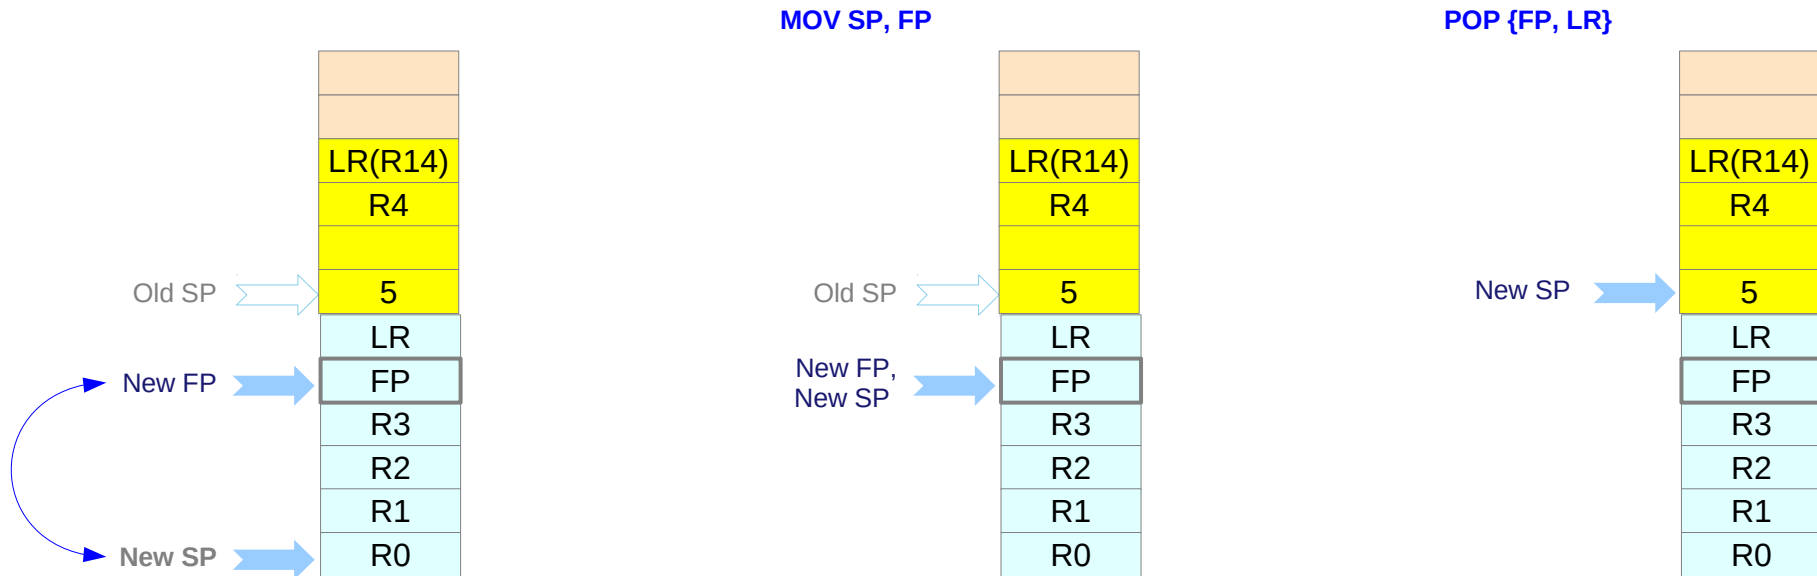 MOV SP, FP
POP {FP, LR}
LR(R14)
R4
Old SP
5
LR
New FP
FP
R3
R2
R1
New SP
R0
LR(R14)
R4
Old SP
5
LR
New FP,
New SP
FP
R3
R2
R1
R0
LR(R14)
R4
New SP
5
LR
FP
R3
R2
R1
R0